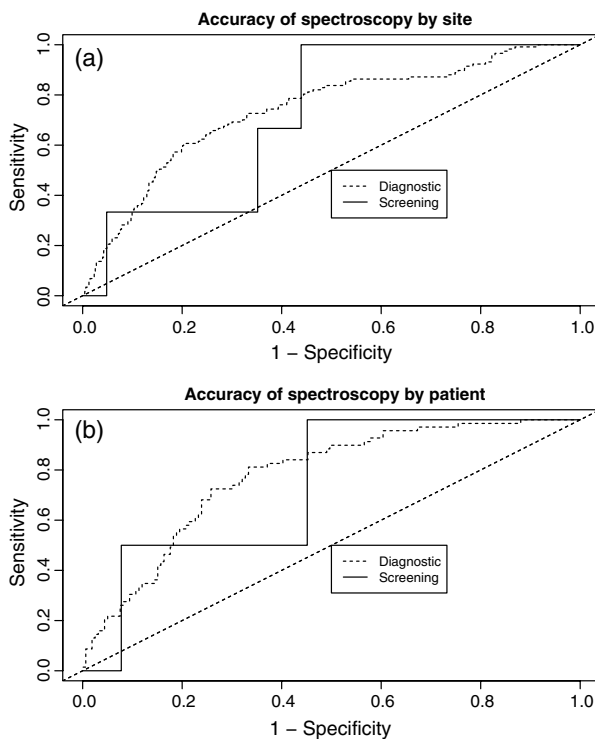 Accuracy of spectroscopy by site
(a)
Sensitivity
1.0
0.8
0.6
0.4
0.2
0.0
Diagnostic
Screening
0.0 0.2 0.4 0.6 0.8 1.0
1 − Specificity
Accuracy of spectroscopy by patient
(b)
Sensitivity
1.0
0.8
0.6
0.4
0.2
0.0
Diagnostic
Screening
0.0 0.2 0.4 0.6 0.8 1.0
1 − Specificity